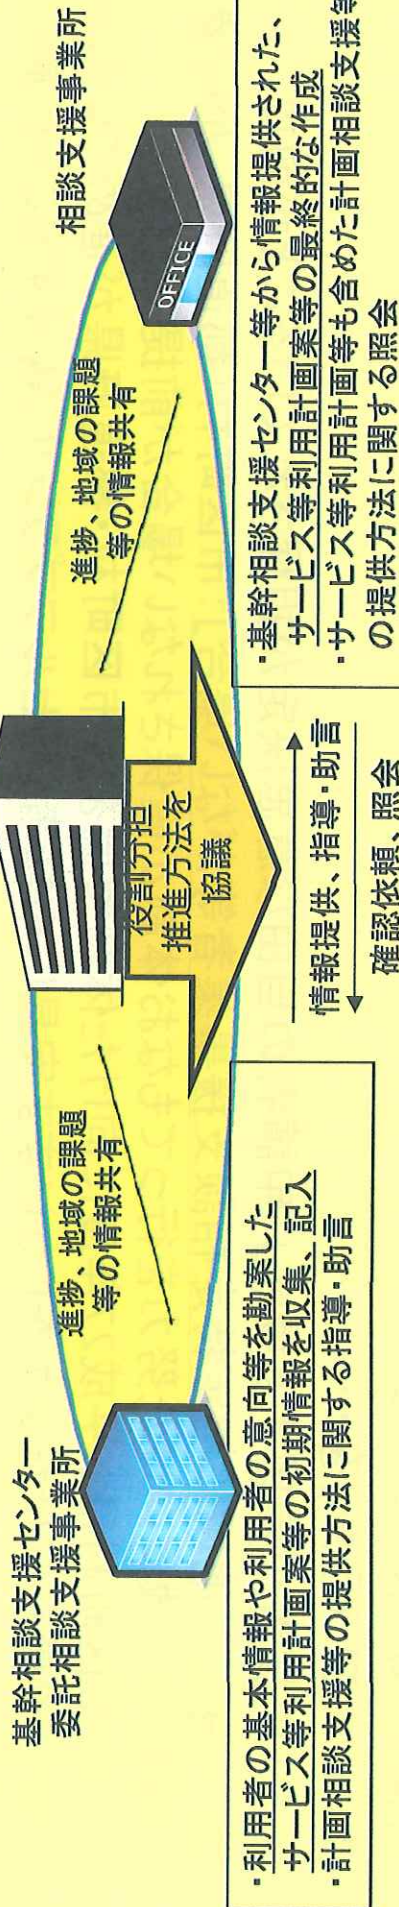 基幹相談支援センター
委託相談支援事業所
進捗、地域の課題
等の情報共有
役割分担
推進方法を
協議
進捗、地域の課題
等の情報共有
相談支援事業所
OFFICE
・利用者の基本情報や利用者の意向等を勘案した
サービス等利用計画案等の初期情報を収集、記入
・計画相談支援等の提供方法に関する指導・助言
情報提供、指導・助言
確認依頼、照会
・基幹相談支援センター等から情報提供された、
サービス等利用計画案等の最終的な作成
・サービス等利用計画等も含めた計画相談支援等
の提供方法に関する照会